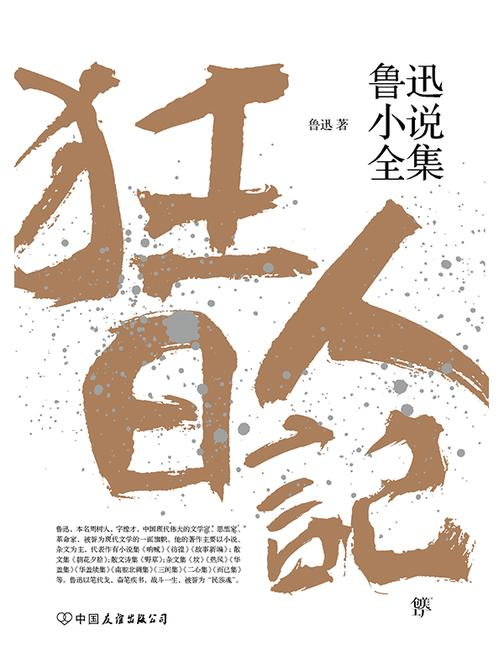 鲁迅
小说
全集
鲁迅 著
狂人
日記
鲁迅，本名周树人，字豫才，中国现代伟大的文学家、思想家、
革命家，被誉为现代文学的一面旗帜。他的著作主要以小说、
杂文为主，代表作有小说集《呐喊》《彷徨》《故事新编》；散
文集《朝花夕拾》；散文诗集《野草》；杂文集《坟》《热风》《华
盖集》《华盖续集》《南腔北调集》《三闲集》《二心集》《而已集》
等。鲁迅以笔代戈，奋笔疾书，战斗一生，被誉为“民族魂”。
中国友谊出版公司